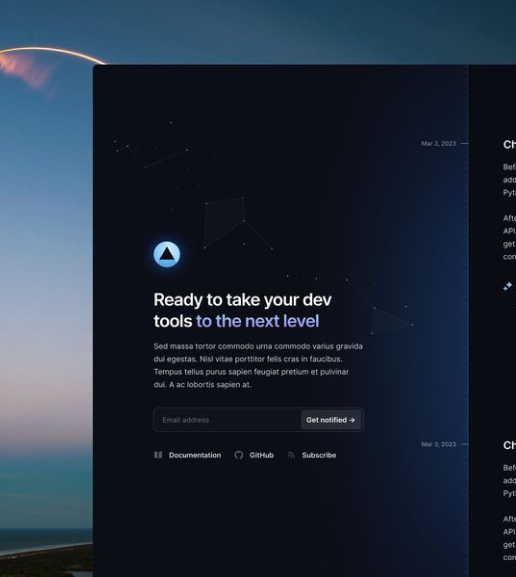 Ready to take your dev
tools to the next level
Sed massa tortor commodo urna commodo varius gravida
dui egestas. Nisl vitae porttitor felis cras in faucibus.
Tempus tellus purus sapien feugiat pretium et pulvinar
dui. A ac lobortis sapien at.
Email address
Get notified →
Documentation
GitHub
Subscribe
Mar 3, 2023
Ch
Bef
add
Pyt
Afte
API
get
con
Mar 3, 2023
Ch
Bef
add
Pyt
Afte
API
get
con